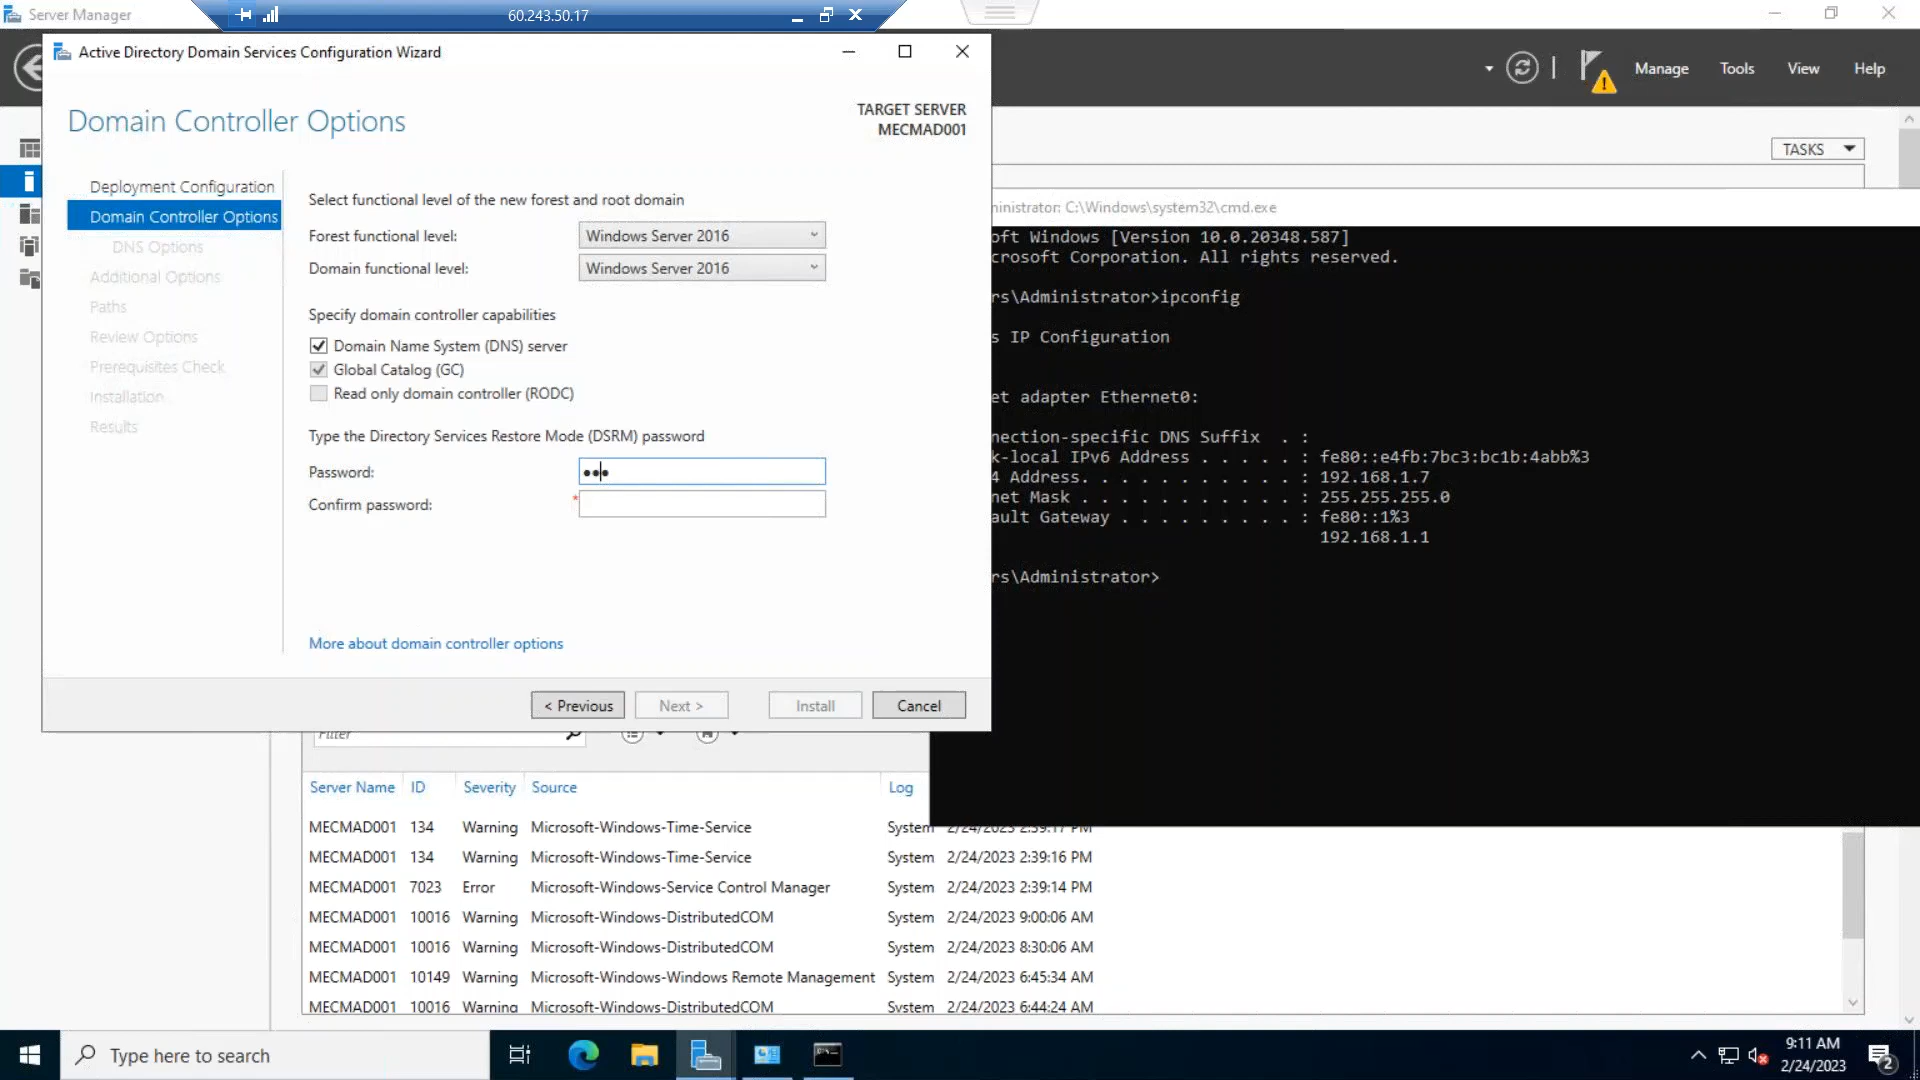 Server Manager
60.243.50.17
Active Directory Domain Services Configuration Wizard
Manage
Tools
View
Help
Domain Controller Options
TARGET SERVER
MECMAD001
TASKS
Deployment Configuration
Domain Controller Options
DNS Options
Additional Options
Paths
Review Options
Prerequisites Check
Installation
Results
Select functional level of the new forest and root domain
Forest functional level:
Windows Server 2016
Domain functional level:
Windows Server 2016
Specify domain controller capabilities
Domain Name System (DNS) server
Global Catalog (GC)
Read only domain controller (RODC)
Type the Directory Services Restore Mode (DSRM) password
Password:
Confirm password:
*
More about domain controller options
< Previous
Next >
Install
Cancel
ninistrator: C:\Windows\system32\cmd.exe
oft Windows [Version 10.0.20348.587]
crosoft Corporation. All rights reserved.
rs\Administrator>ipconfig
s IP Configuration
et adapter Ethernet0:
nection-specific DNS Suffix . :
k-local IPv6 Address . . . . . : fe80::e4fb:7bc3:bc1b:4abb%3
4 Address. . . . . . . . . . . : 192.168.1.7
net Mask . . . . . . . . . . . : 255.255.255.0
ault Gateway . . . . . . . . . : fe80::1%3
192.168.1.1
rs\Administrator>
Filter
Server Name ID Severity Source Log
MECMAD001 134 Warning Microsoft-Windows-Time-Service System 2/24/2023 2:39:17 PM
MECMAD001 134 Warning Microsoft-Windows-Time-Service System 2/24/2023 2:39:16 PM
MECMAD001 7023 Error Microsoft-Windows-Service Control Manager System 2/24/2023 2:39:14 PM
MECMAD001 10016 Warning Microsoft-Windows-DistributedCOM System 2/24/2023 9:00:06 AM
MECMAD001 10016 Warning Microsoft-Windows-DistributedCOM System 2/24/2023 8:30:06 AM
MECMAD001 10149 Warning Microsoft-Windows-Windows Remote Management System 2/24/2023 6:45:34 AM
MECMAD001 10016 Warning Microsoft-Windows-DistributedCOM System 2/24/2023 6:44:24 AM
Type here to search
9:11 AM
2/24/2023
2